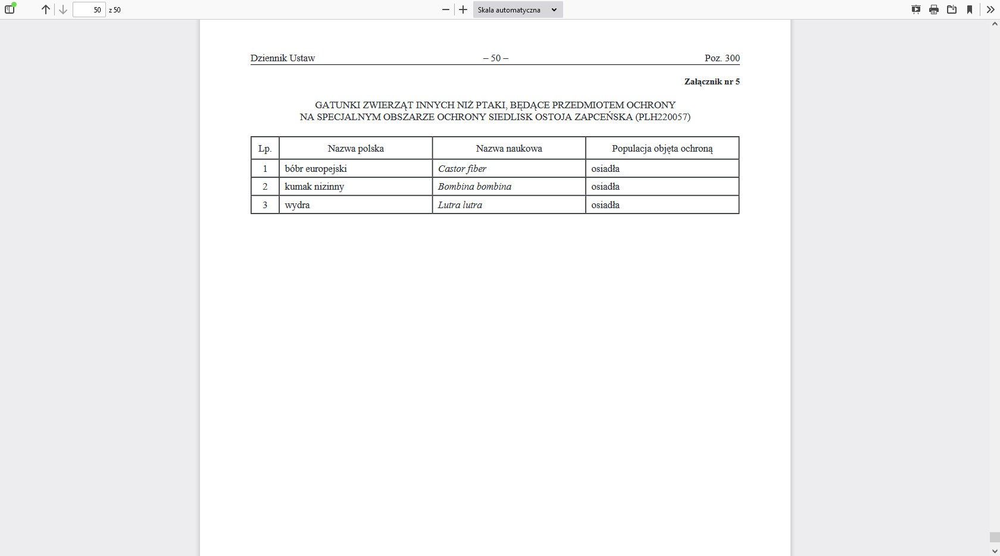 50 z 50 Skala automatyczna
Dziennik Ustaw – 50 – Poz. 300
Załącznik nr 5
GATUNKI ZWIERZĄT INNYCH NIŻ PTAKI, BĘDĄCE PRZEDMIOTEM OCHRONY
NA SPECJALNYM OBSZARZE OCHRONY SIEDLISK OSTOJA ZAPCEŃSKA (PLH220057)
Lp. Nazwa polska Nazwa naukowa Populacja objęta ochroną
1 bóbr europejski Castor fiber osiadła
2 kumak nizinny Bombina bombina osiadła
3 wydra Lutra lutra osiadła